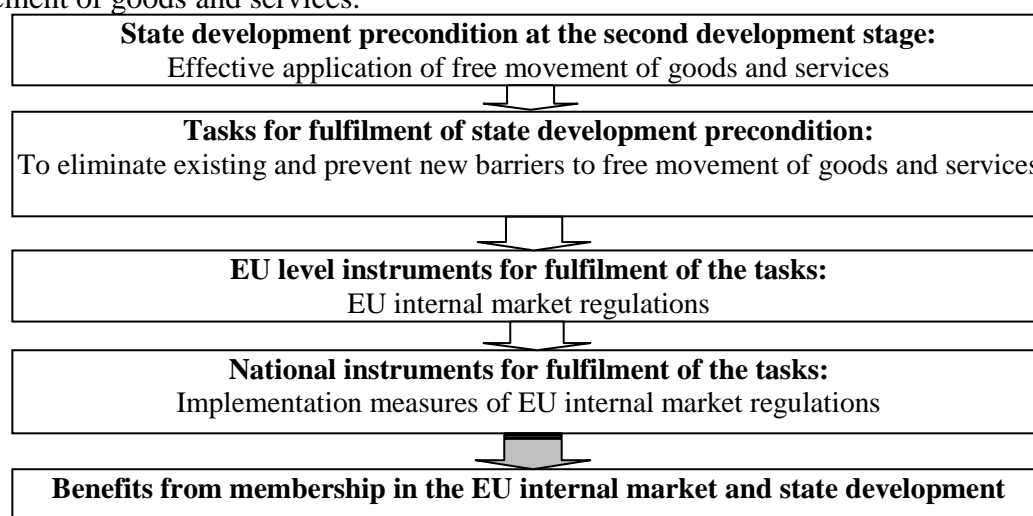 ement of goods and services.
State development precondition at the second development stage:
Effective application of free movement of goods and services
Tasks for fulfilment of state development precondition:
To eliminate existing and prevent new barriers to free movement of goods and services
EU level instruments for fulfilment of the tasks:
EU internal market regulations
National instruments for fulfilment of the tasks:
Implementation measures of EU internal market regulations
Benefits from membership in the EU internal market and state development